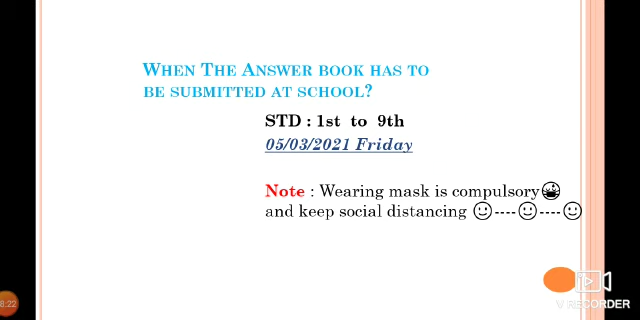 When The Answer book has to
be submitted at school?
STD : 1st to 9th
05/03/2021 Friday
Note : Wearing mask is compulsory😷
and keep social distancing 🙂----🙂----🙂
8:22
V RECORDER